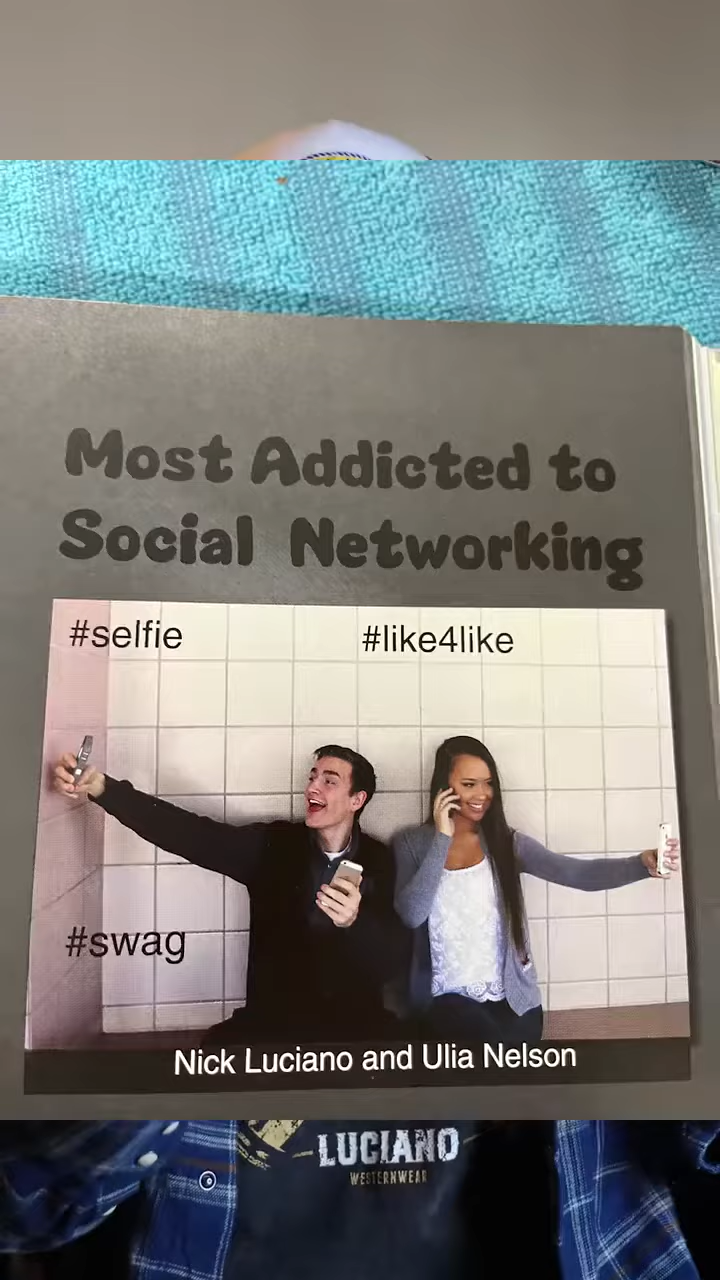 Most Addicted to
Social Networking
#selfie
#like4like
#swag
Nick Luciano and Ulia Nelson
LUCIANO
WESTERNWEAR